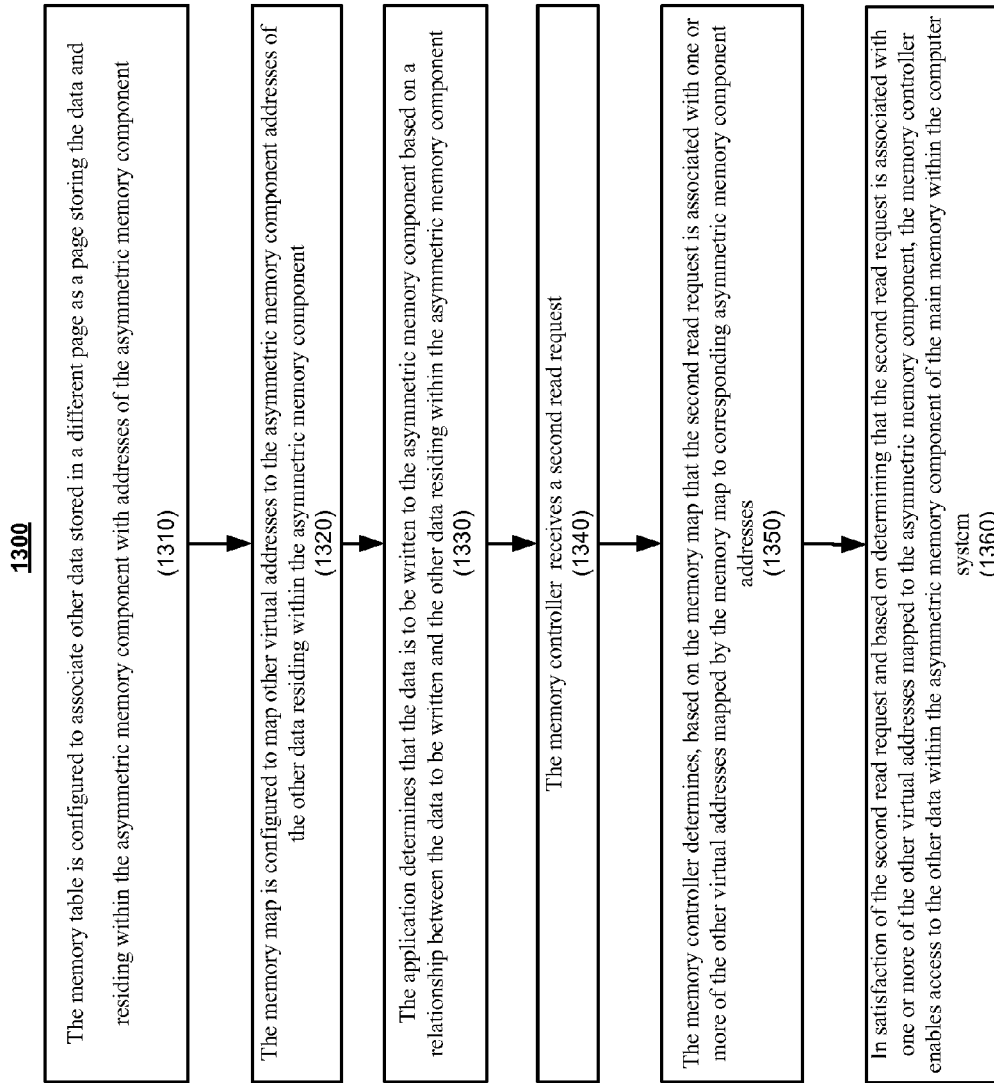 1300
The memory table is configured to associate other data stored in a different page as a page storing the data and
residing within the asymmetric memory component with addresses of the asymmetric memory component
(1310)
The memory map is configured to map other virtual addresses to the asymmetric memory component addresses of
the other data residing within the asymmetric memory component
(1320)
The application determines that the data is to be written to the asymmetric memory component based on a
relationship between the data to be written and the other data residing within the asymmetric memory component
(1330)
The memory controller receives a second read request
(1340)
The memory controller determines, based on the memory map that the second read request is associated with one or
more of the other virtual addresses mapped by the memory map to corresponding asymmetric memory component
addresses
(1350)
In satisfaction of the second read request and based on determining that the second read request is associated with
one or more of the other virtual addresses mapped to the asymmetric memory component, the memory controller
enables access to the other data within the asymmetric memory component of the main memory within the computer
system
(1360)